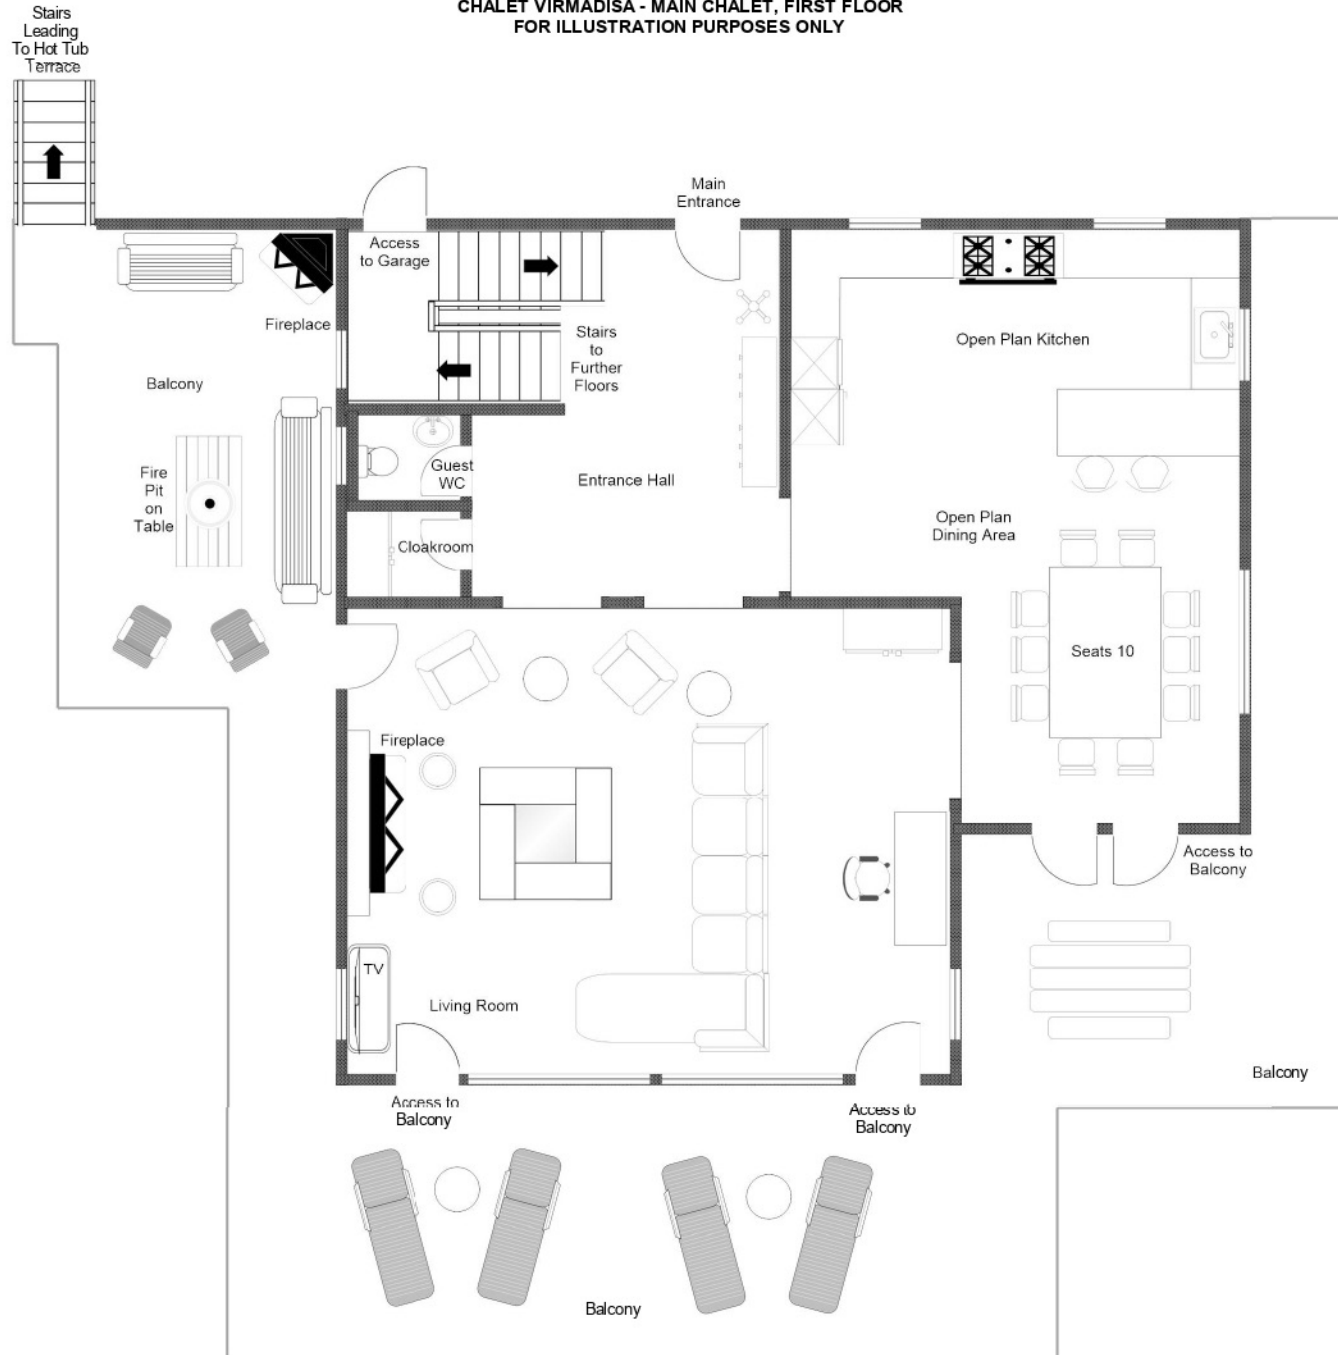 CHALET VIRMADISA - MAIN CHALET, FIRST FLOOR
FOR ILLUSTRATION PURPOSES ONLY
Stairs
Leading
To Hot Tub
Terrace
Main
Entrance
Access
to Garage
Fireplace
Stairs
to
Further
Floors
Open Plan Kitchen
Balcony
Guest
WC
Entrance Hall
Fire
Pit
on
Table
Open Plan
Dining Area
Cloakroom
Seats 10
Fireplace
Access to
Balcony
TV
Living Room
Balcony
Access to
Balcony
Access to
Balcony
Balcony